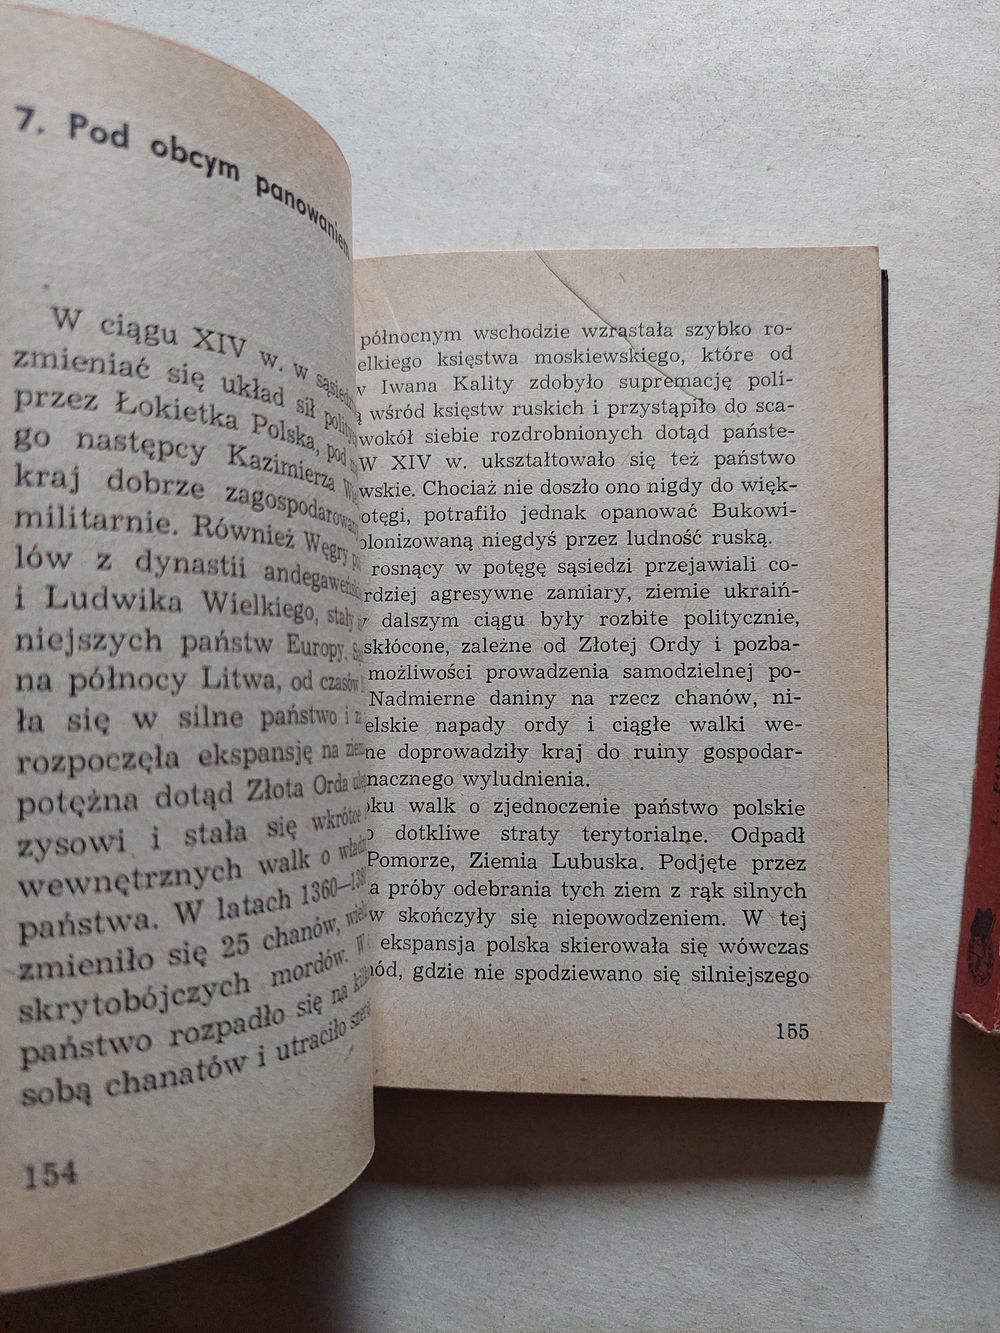 7. Pod obcym panowaniem
W ciągu XIV w. w
zmieniać się układ sił
przez Łokietka Polska, pod
go następcy Kazimierza
kraj dobrze
militarnie. Również Węgry
lów z dynastii
i Ludwika Wielkiego, stały
niejszych państw Europy.
na północy Litwa, od czasów
ła się w silne państwo i
rozpoczęła ekspansję na
potężna dotąd Złota Orda
zysowi i stała się wkrótce
wewnętrznych walk o
państwa. W latach 1360—1380
zmieniło się 25 chanów,
skrytobójczych mordów. W
państwo rozpadło się na
sobą chanatów i utraciło
154
północnym wschodzie wzrastała szybko ro-
elkiego księstwa moskiewskiego, które od
Iwana Kality zdobyło supremację poli-
ą wśród księstw ruskich i przystąpiło do sca-
wokół siebie rozdrobnionych dotąd państe-
W XIV w. ukształtowało się też państwo
wskie. Chociaż nie doszło ono nigdy do więk-
otęgi, potrafiło jednak opanować Bukowi-
olonizowaną niegdyś przez ludność ruską.
rosnący w potęgę sąsiedzi przejawiali co-
rdziej agresywne zamiary, ziemie ukraiń-
dalszym ciągu były rozbite politycznie,
skłócone, zależne od Złotej Ordy i pozba-
możliwości prowadzenia samodzielnej po-
Nadmierne daniny na rzecz chanów, ni-
elskie napady ordy i ciągłe walki we-
ne doprowadziły kraj do ruiny gospodar-
nacznego wyludnienia.
oku walk o zjednoczenie państwo polskie
dotkliwe straty terytorialne. Odpadł
Pomorze, Ziemia Lubuska. Podjęte przez
a próby odebrania tych ziem z rąk silnych
w skończyły się niepowodzeniem. W tej
ekspansja polska skierowała się wówczas
hód, gdzie nie spodziewano się silniejszego
155